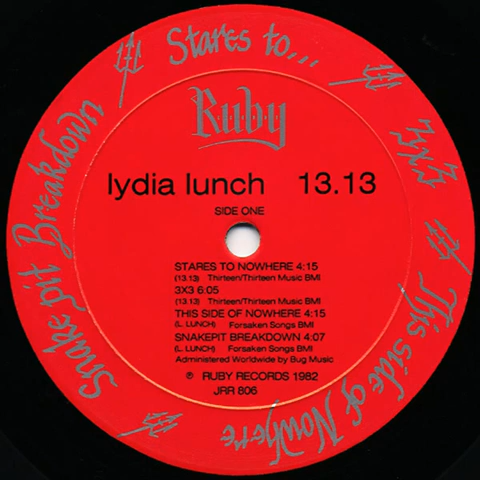 Stares to...
3X3
This side of Nowhere
Snake pit Breakdown
Ruby
lydia lunch 13.13
SIDE ONE
STARES TO NOWHERE 4:15
(13.13) Thirteen/Thirteen Music BMI
3X3 6:05
(13.13) Thirteen/Thirteen Music BMI
THIS SIDE OF NOWHERE 4:15
(L. LUNCH) Forsaken Songs BMI
SNAKEPIT BREAKDOWN 4:07
(L. LUNCH) Forsaken Songs BMI
Administered Worldwide by Bug Music
℗ RUBY RECORDS 1982
JRR 806